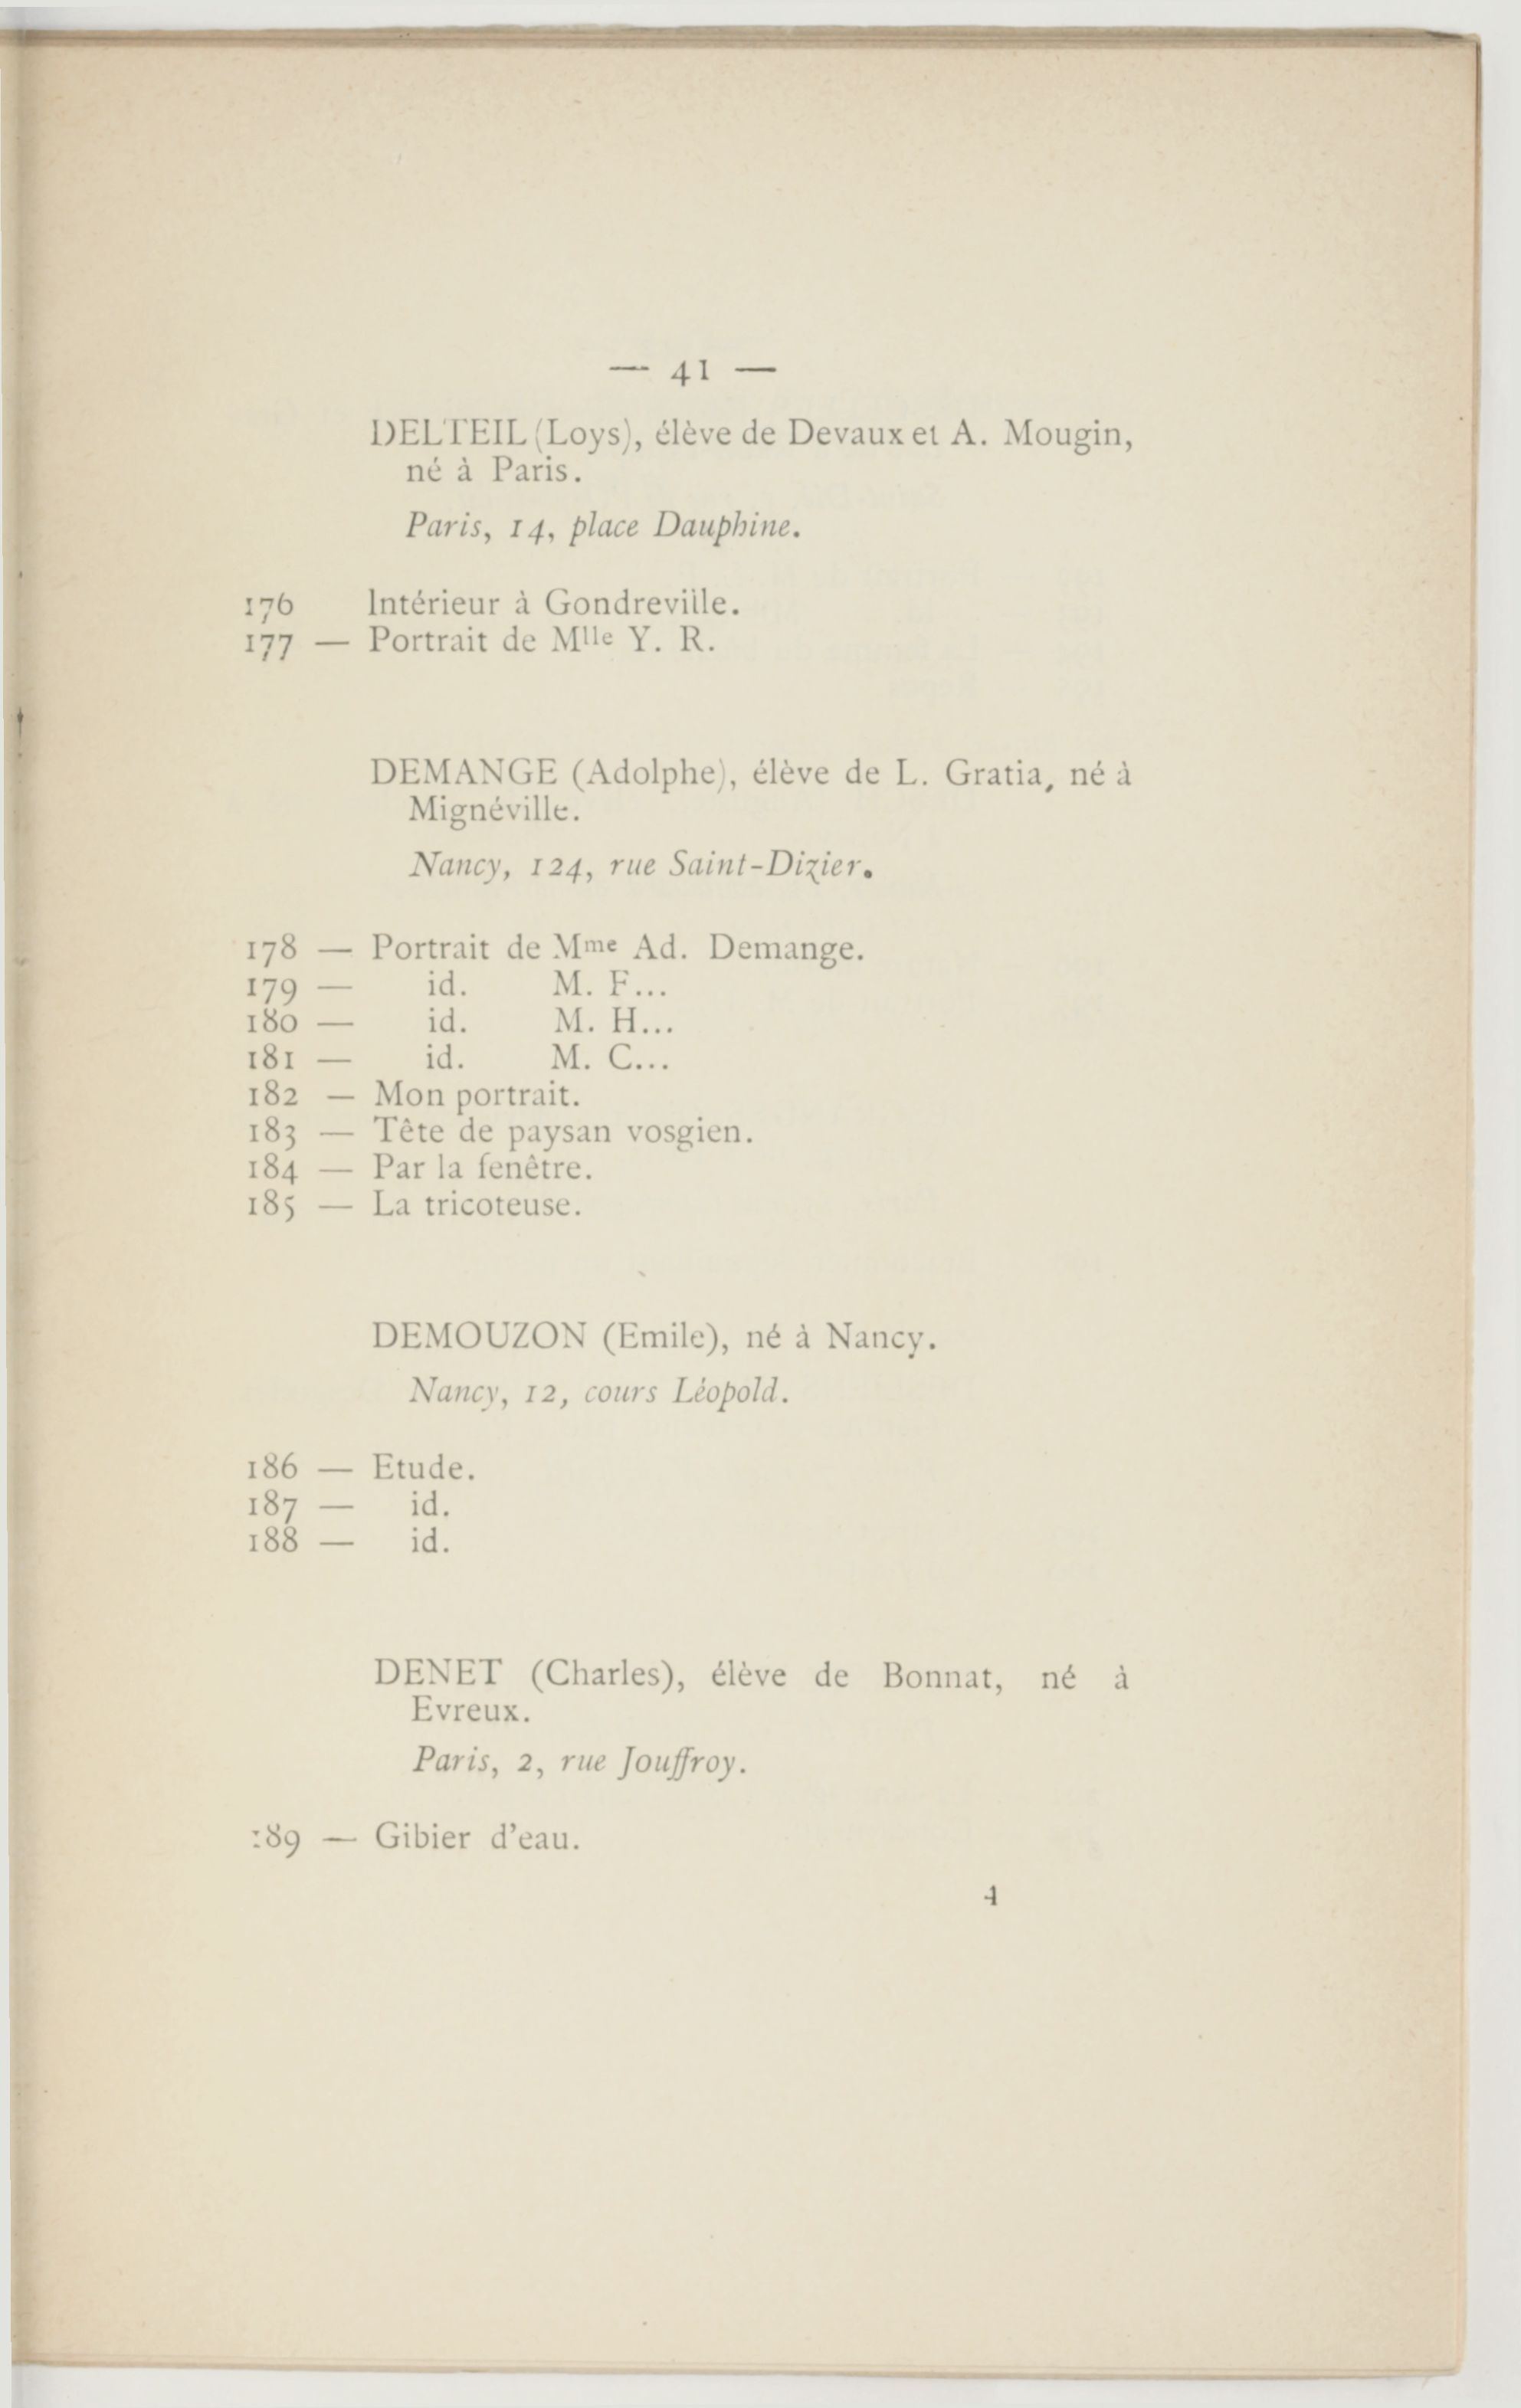 — 41 —
DELTEIL (Loys), élève de Devaux et A. Mougin,
né à Paris.
Paris, 14, place Dauphine.
176 Intérieur à Gondreville.
177 — Portrait de Mlle Y. R.
DEMANGE (Adolphe), élève de L. Gratia, né à
Mignéville.
Nancy, 124, rue Saint-Dizier.
178 — Portrait de Mme Ad. Demange.
179 — id. M. F...
180 — id. M. H...
181 — id. M. C...
182 — Mon portrait.
183 — Tête de paysan vosgien.
184 — Par la fenêtre.
185 — La tricoteuse.
DEMOUZON (Emile), né à Nancy.
Nancy, 12, cours Léopold.
186 — Etude.
187 — id.
188 — id.
DENET (Charles), élève de Bonnat, né à
Evreux.
Paris, 2, rue Jouffroy.
189 — Gibier d'eau.
4